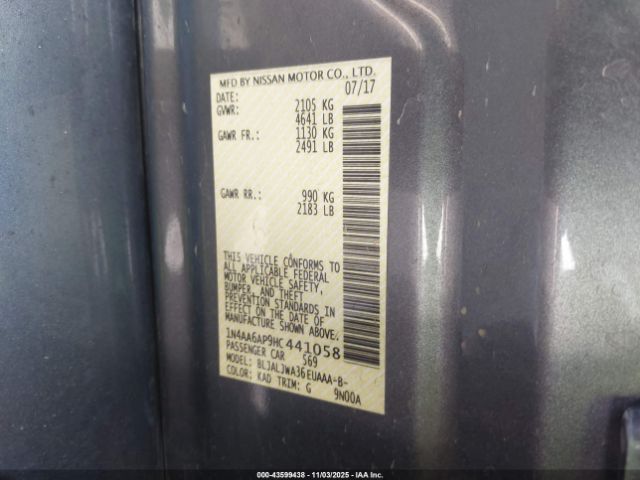 MFD BY NISSAN MOTOR CO., LTD.
DATE: 07/17
GVWR: 2105 KG
4641 LB
GAWR FR.: 1130 KG
2491 LB
GAWR RR.: 990 KG
2183 LB
THIS VEHICLE CONFORMS TO
ALL APPLICABLE FEDERAL
MOTOR VEHICLE SAFETY,
BUMPER, AND THEFT
PREVENTION STANDARDS IN
EFFECT ON THE DATE OF
MANUFACTURE SHOWN ABOVE.
1N4AA6AP9HC441058
PASSENGER CAR 569
MODEL: BLJALJWA36EUAAA-B-
COLOR: KAD TRIM: G 9N00A
000-43599438 - 11/03/2025 - IAAI.COM